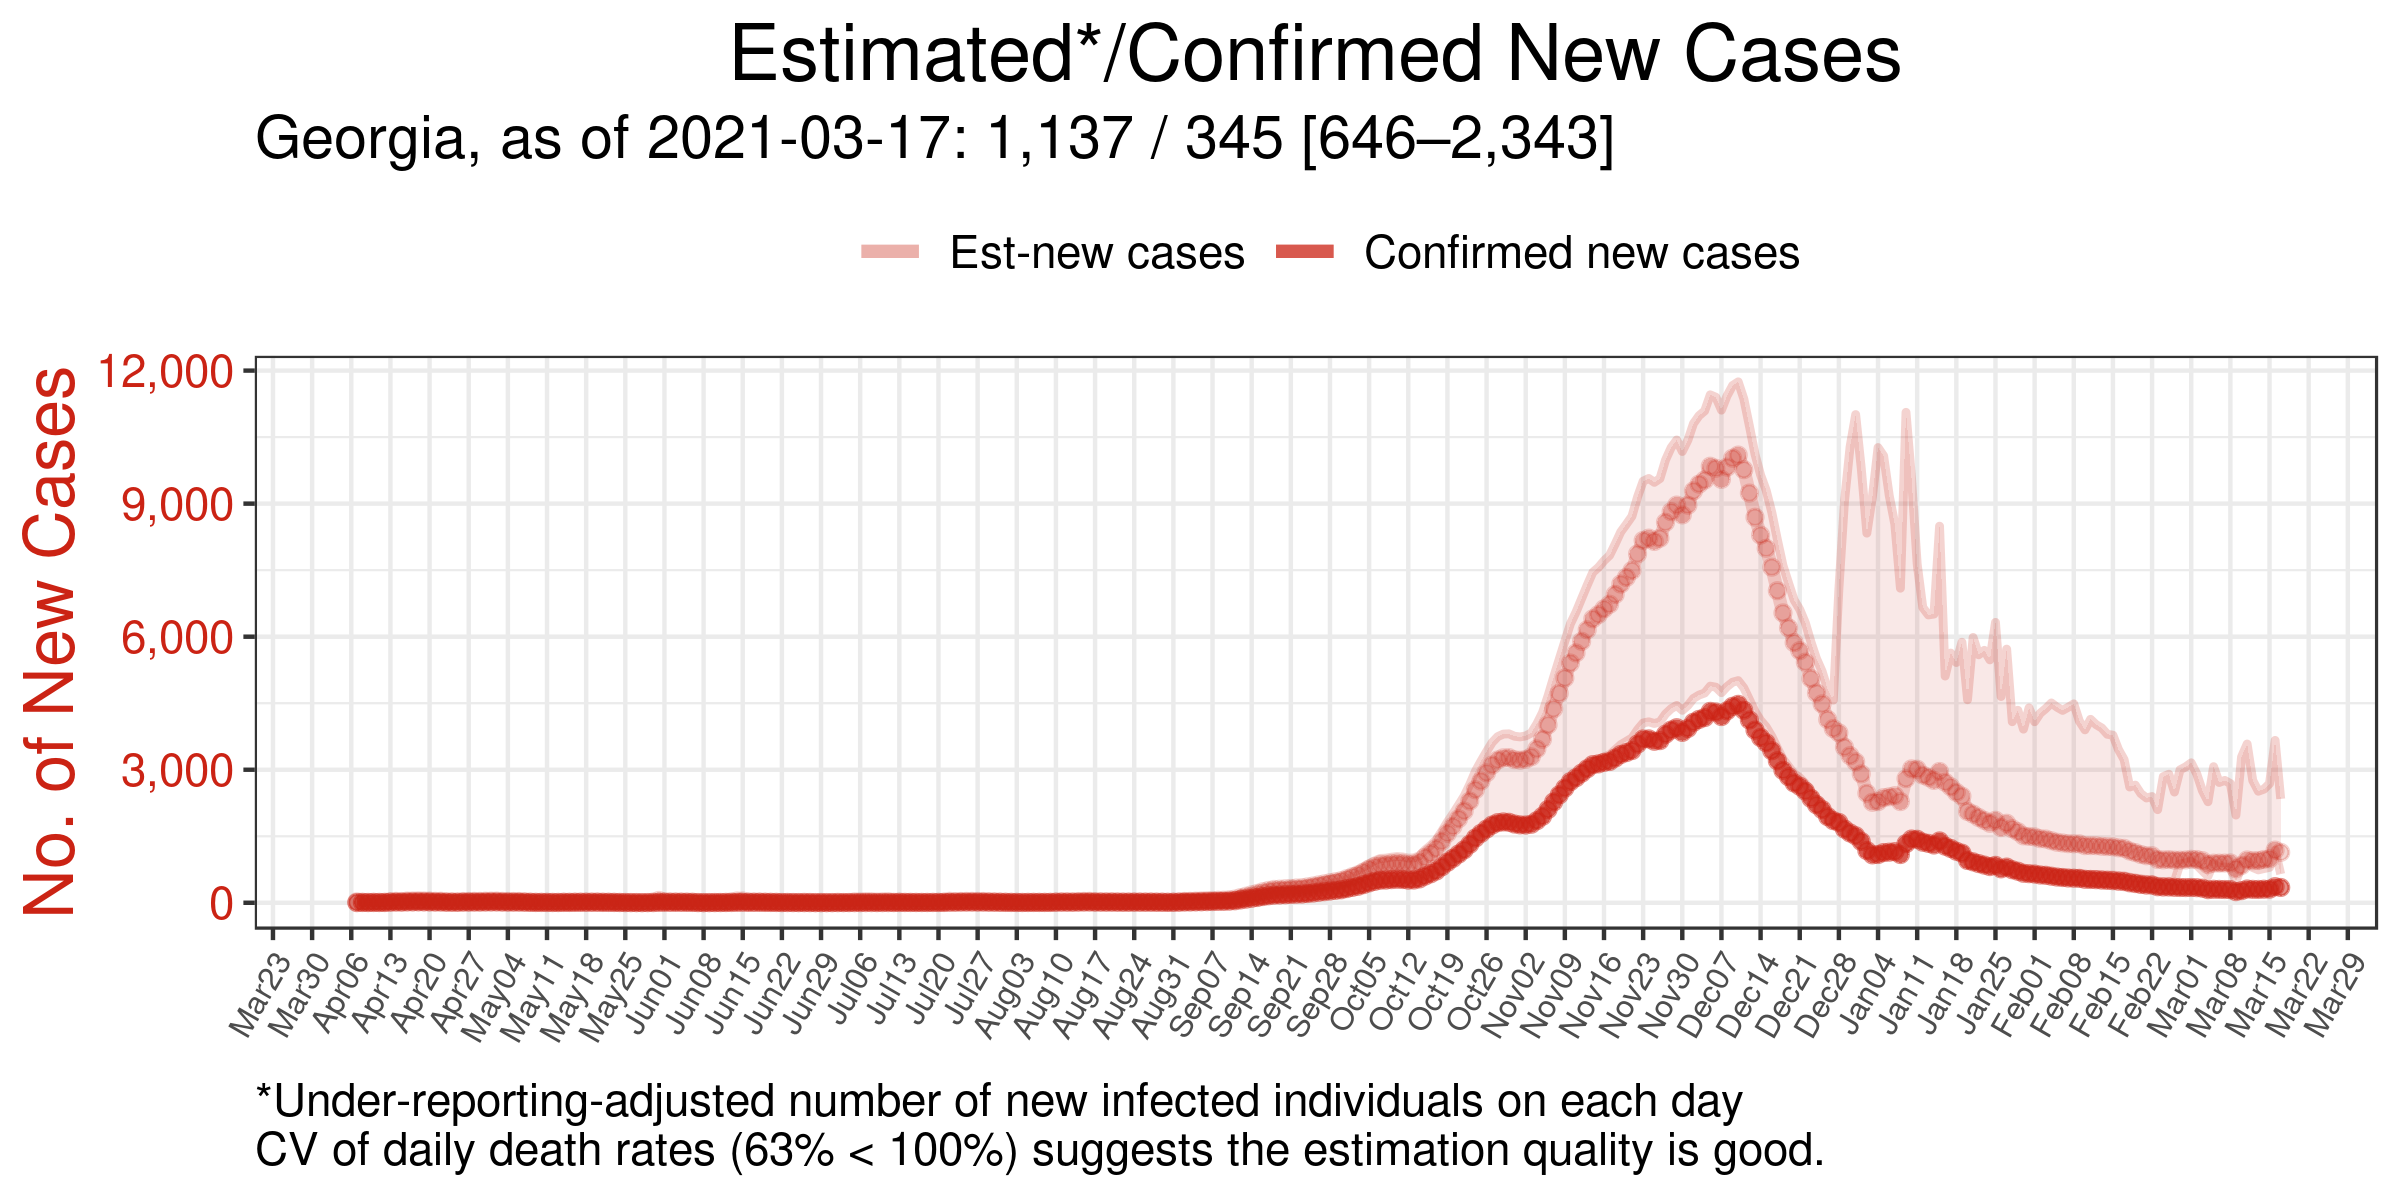 Estimated*/Confirmed New Cases
Georgia, as of 2021-03-17: 1,137 / 345 [646–2,343]
Est-new cases Confirmed new cases
No. of New Cases
12,000
9,000
6,000
3,000
0
Mar23 Mar30 Apr06 Apr13 Apr20 Apr27 May04 May11 May18 May25 Jun01 Jun08 Jun15 Jun22 Jun29 Jul06 Jul13 Jul20 Jul27 Aug03 Aug10 Aug17 Aug24 Aug31 Sep07 Sep14 Sep21 Sep28 Oct05 Oct12 Oct19 Oct26 Nov02 Nov09 Nov16 Nov23 Nov30 Dec07 Dec14 Dec21 Dec28 Jan04 Jan11 Jan18 Jan25 Feb01 Feb08 Feb15 Feb22 Mar01 Mar08 Mar15 Mar22 Mar29
*Under-reporting-adjusted number of new infected individuals on each day
CV of daily death rates (63% < 100%) suggests the estimation quality is good.